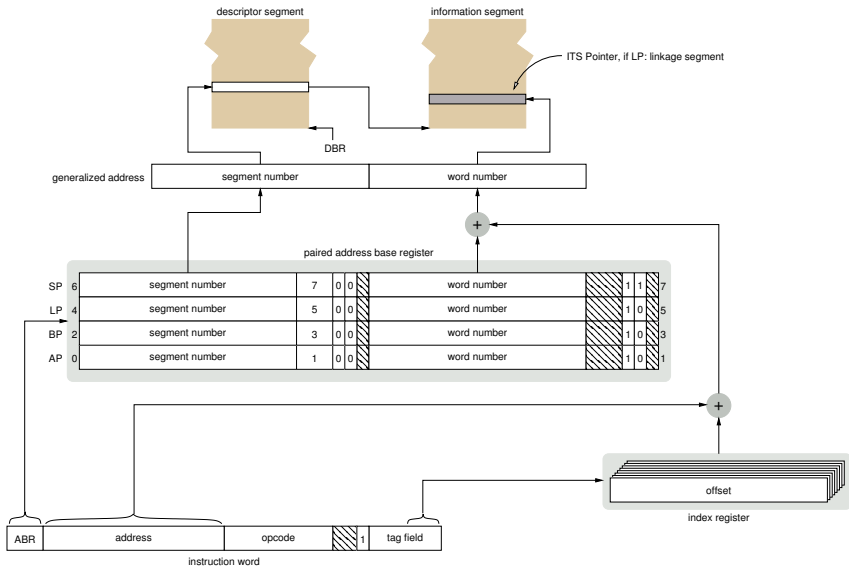 descriptor segment
information segment
ITS Pointer, if LP: linkage segment
DBR
generalized address
segment number
word number
+
paired address base register
SP 6 segment number 7 0 0 word number 1 1 7
LP 4 segment number 5 0 0 word number 1 0 5
BP 2 segment number 3 0 0 word number 1 0 3
AP 0 segment number 1 0 0 word number 1 0 1
+
offset
index register
ABR address opcode 1 tag field
instruction word